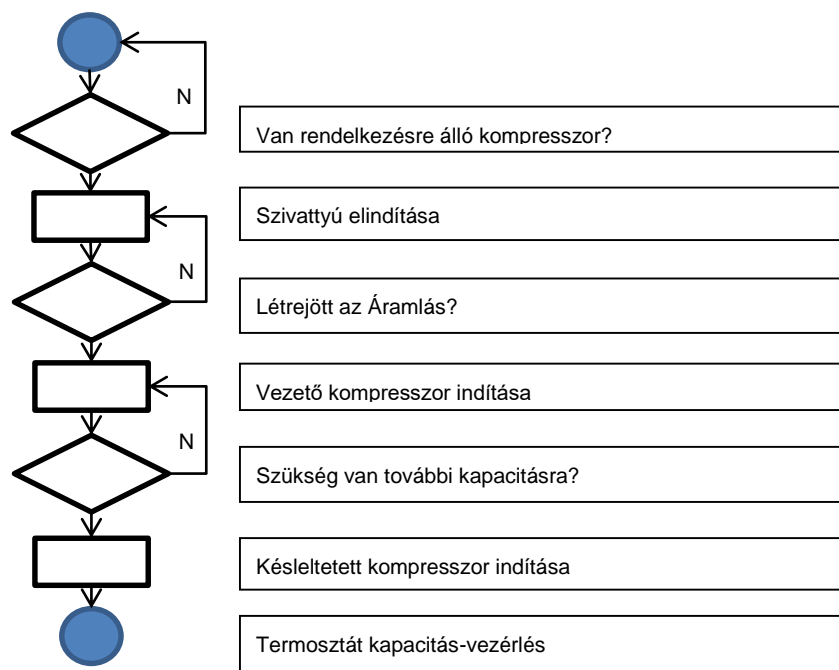 N
Van rendelkezésre álló kompresszor?
Szivattyú elindítása
N
Létrejött az Áramlás?
Vezető kompresszor indítása
N
Szükség van további kapacitásra?
Késleltetett kompresszor indítása
Termosztát kapacitás-vezérlés